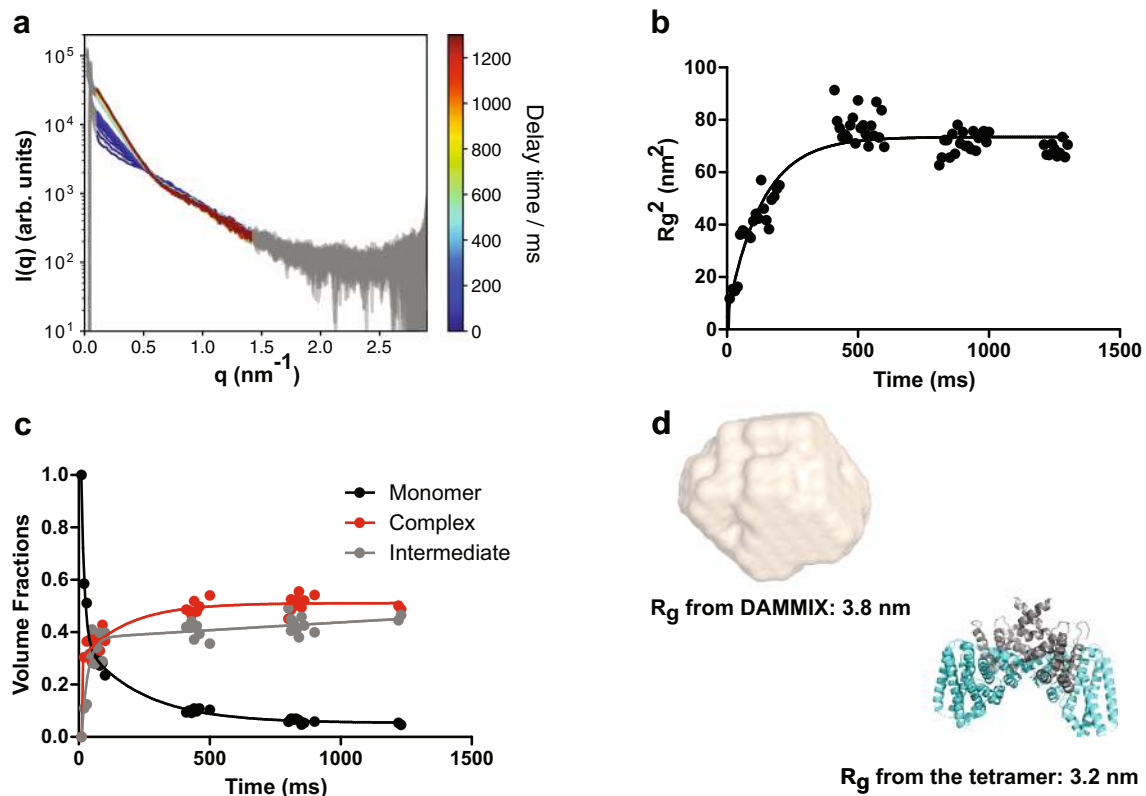 a
I(q) (arb. units)
10^5
10^4
10^3
10^2
10^1
0.0 0.5 1.0 1.5 2.0 2.5
q (nm^-1)
1200
1000
800
600
400
200
0
Delay time / ms
b
Rg^2 (nm^2)
100
80
60
40
20
0
0 500 1000 1500
Time (ms)
c
Volume Fractions
1.0
0.8
0.6
0.4
0.2
0.0
0 500 1000 1500
Time (ms)
Monomer
Complex
Intermediate
d
Rg from DAMMIX: 3.8 nm
Rg from the tetramer: 3.2 nm